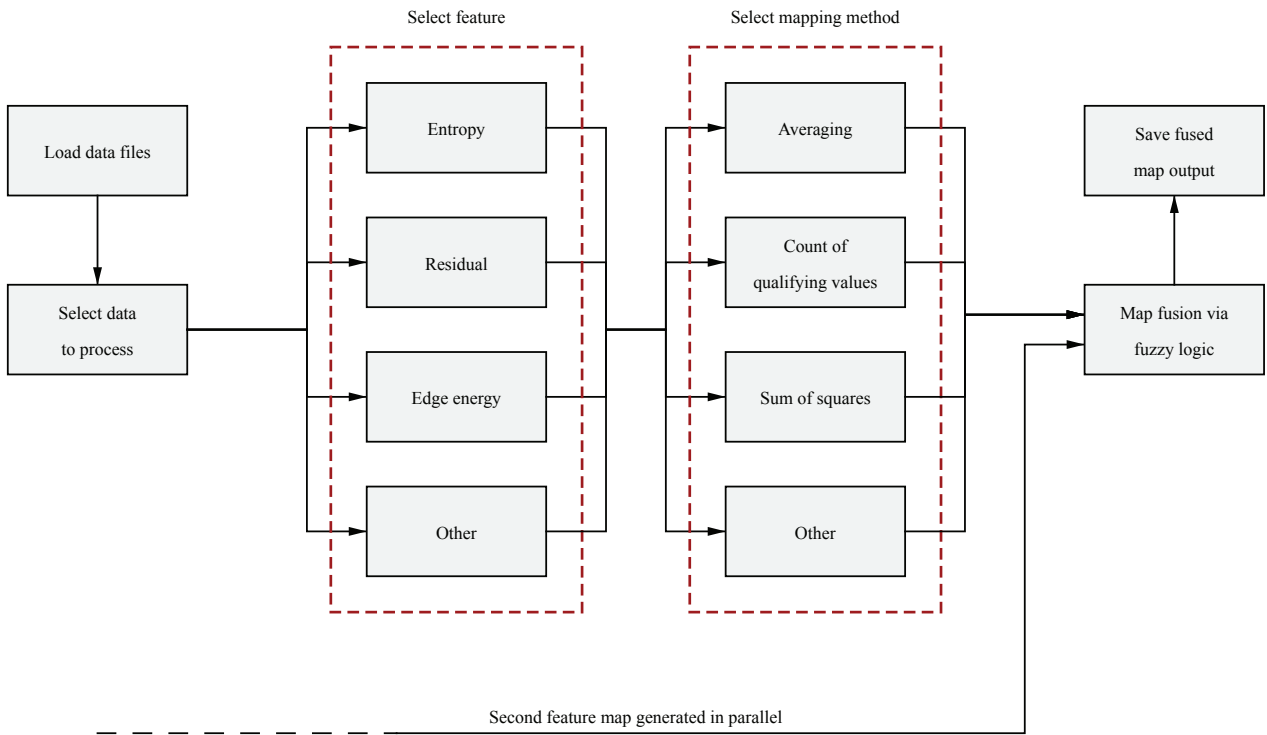 Select feature
Select mapping method
Load data files
Select data
to process
Entropy
Residual
Edge energy
Other
Averaging
Count of
qualifying values
Sum of squares
Other
Save fused
map output
Map fusion via
fuzzy logic
Second feature map generated in parallel